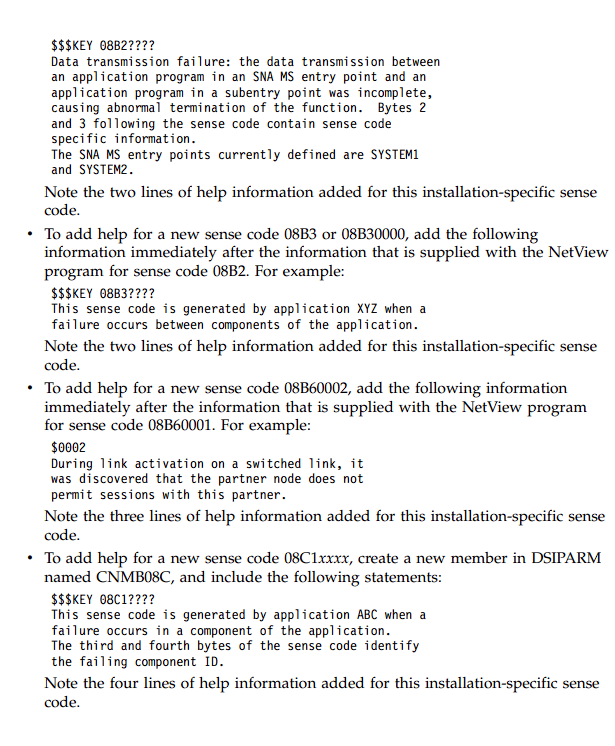 $$$KEY 08B2????
Data transmission failure: the data transmission between
an application program in an SNA MS entry point and an
application program in a subentry point was incomplete,
causing abnormal termination of the function.  Bytes 2
and 3 following the sense code contain sense code
specific information.
The SNA MS entry points currently defined are SYSTEM1
and SYSTEM2.
Note the two lines of help information added for this installation-specific sense
code.
• To add help for a new sense code 08B3 or 08B30000, add the following
information immediately after the information that is supplied with the NetView
program for sense code 08B2. For example:
$$$KEY 08B3????
This sense code is generated by application XYZ when a
failure occurs between components of the application.
Note the two lines of help information added for this installation-specific sense
code.
• To add help for a new sense code 08B60002, add the following information
immediately after the information that is supplied with the NetView program
for sense code 08B60001. For example:
$0002
During link activation on a switched link, it
was discovered that the partner node does not
permit sessions with this partner.
Note the three lines of help information added for this installation-specific sense
code.
• To add help for a new sense code 08C1xxxx, create a new member in DSIPARM
named CNMB08C, and include the following statements:
$$$KEY 08C1????
This sense code is generated by application ABC when a
failure occurs in a component of the application.
The third and fourth bytes of the sense code identify
the failing component ID.
Note the four lines of help information added for this installation-specific sense
code.